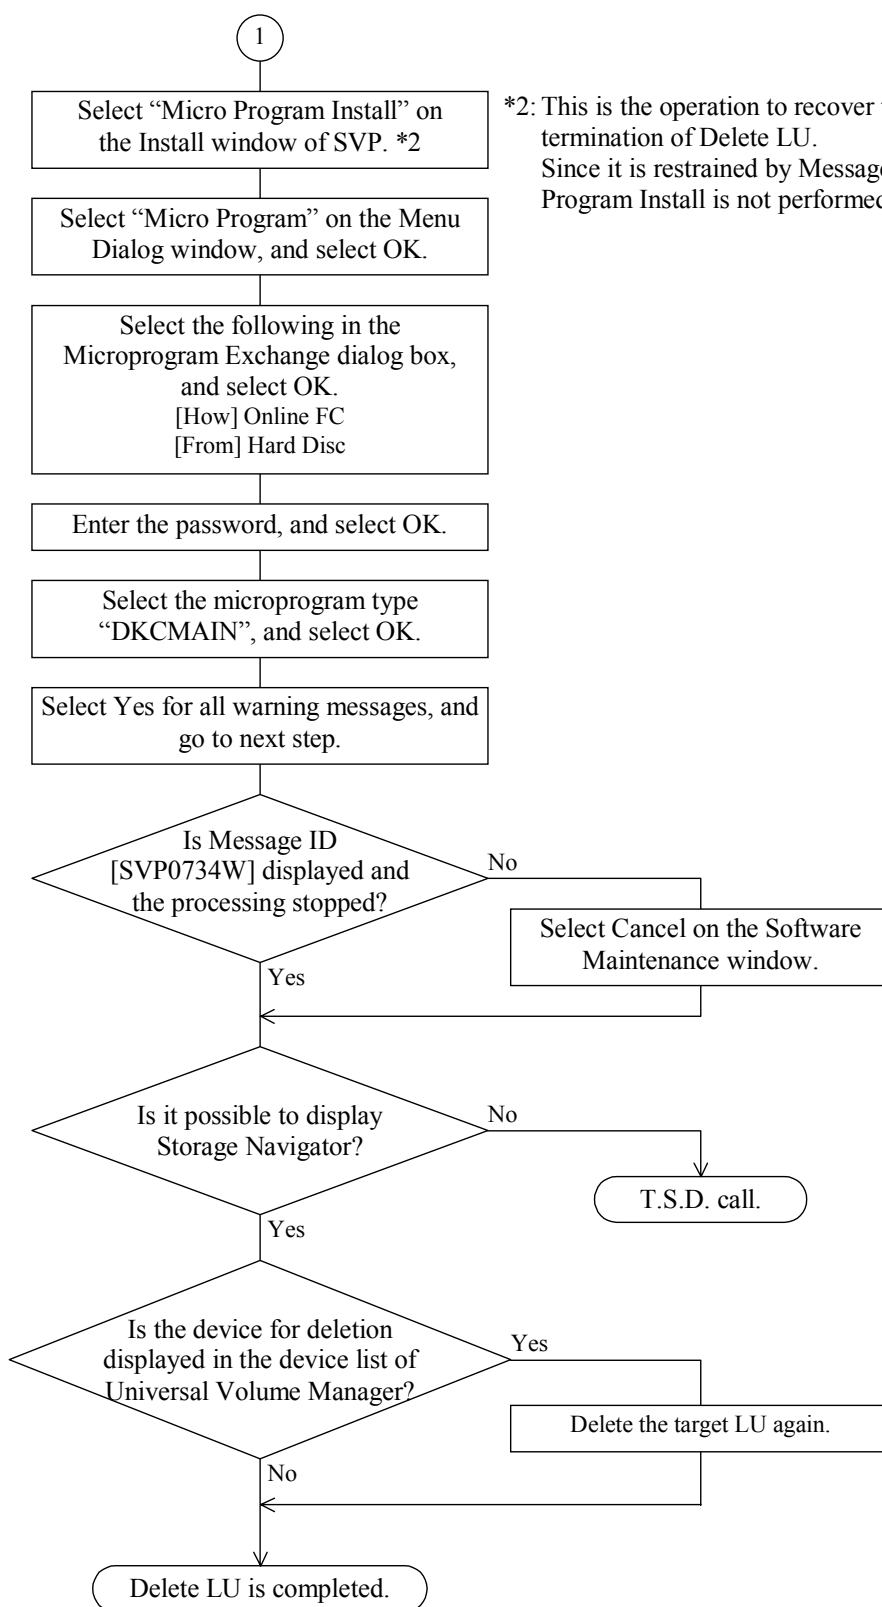 1
Select “Micro Program Install” on
the Install window of SVP. *2
*2: This is the operation to recover
termination of Delete LU.
Since it is restrained by Message
Program Install is not performed
Select “Micro Program” on the Menu
Dialog window, and select OK.
Select the following in the
Microprogram Exchange dialog box,
and select OK.
[How] Online FC
[From] Hard Disc
Enter the password, and select OK.
Select the microprogram type
“DKCMAIN”, and select OK.
Select Yes for all warning messages, and
go to next step.
Is Message ID
[SVP0734W] displayed and
the processing stopped?
No
Select Cancel on the Software
Maintenance window.
Yes
Is it possible to display
Storage Navigator?
No
T.S.D. call.
Yes
Is the device for deletion
displayed in the device list of
Universal Volume Manager?
Yes
Delete the target LU again.
No
Delete LU is completed.